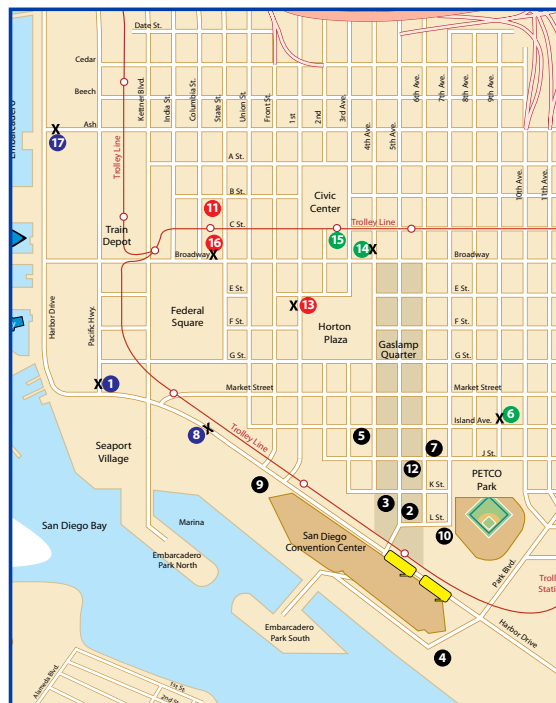 Date St.
Cedar
Beech
Ash
Kettner Blvd.
India St.
Columbia St.
State St.
Union St.
Front St.
1st
2nd
3rd Ave.
4th Ave.
5th Ave.
6th Ave.
7th Ave.
8th Ave.
9th Ave.
10th Ave.
11th Ave.
Embarcadero
X
17
Trolley Line
A St.
B St.
11
Civic
Center
C St.
Trolley Line
Train
Depot
16
X
15
14
X
Broadway
Broadway
E St.
E St.
Harbor Drive
Pacific Hwy.
X
13
Federal
Square
F St.
F St.
Horton
Plaza
Gaslamp
Quarter
G St.
G St.
X
1
Market Street
Market Street
6
X
Island Ave.
8
X
Trolley Line
5
7
J St.
Seaport
Village
12
PETCO
Park
9
K St.
3
2
L St.
San Diego Bay
Marina
San Diego
Convention Center
10
Embarcadero
Park North
Park Blvd.
Troll
Stati
Embarcadero
Park South
Harbor Drive
4
Alameda Blvd.
1st St.
2nd St.